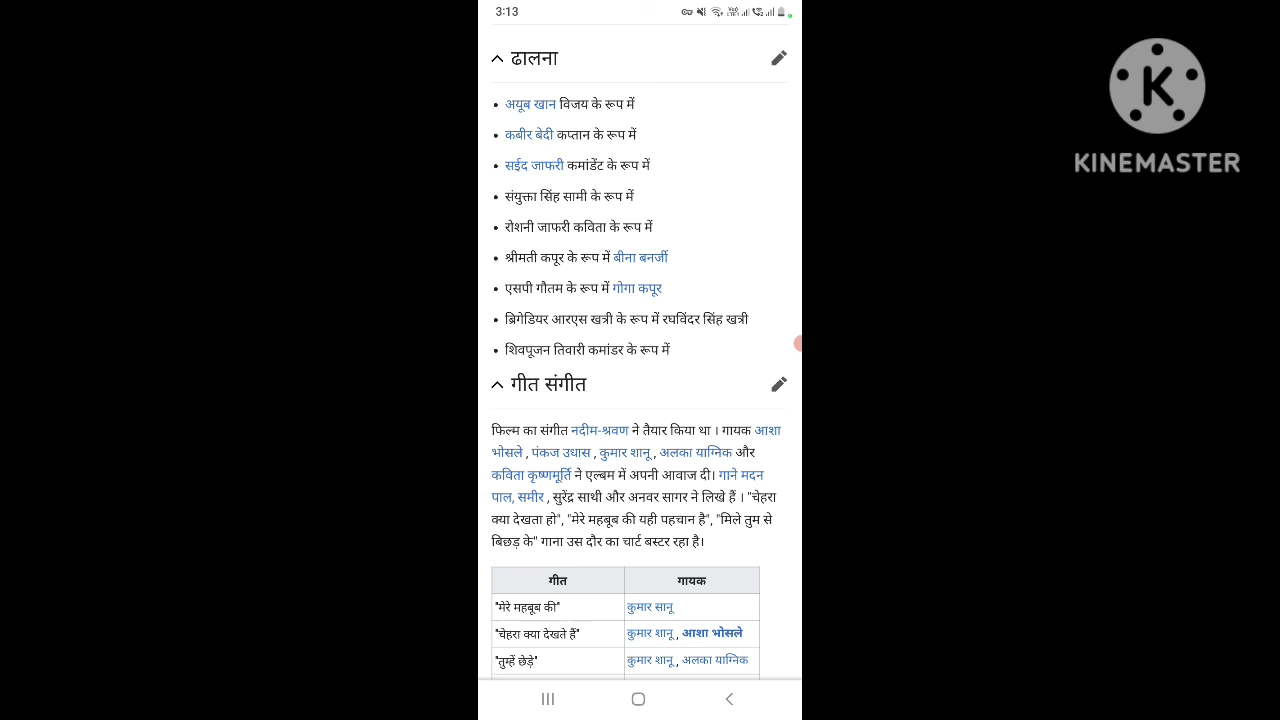 3:13
ढालना
अयूब खान विजय के रूप में
कबीर बेदी कप्तान के रूप में
सईद जाफरी कमांडेंट के रूप में
संयुक्ता सिंह सामी के रूप में
रोशनी जाफरी कविता के रूप में
श्रीमती कपूर के रूप में बीना बनर्जी
एसपी गौतम के रूप में गोगा कपूर
ब्रिगेडियर आरएस खत्री के रूप में रघविंदर सिंह खत्री
शिवपूजन तिवारी कमांडर के रूप में
गीत संगीत
फिल्म का संगीत नदीम-श्रवण ने तैयार किया था । गायक आशा
भोसले , पंकज उधास , कुमार शानू , अलका याग्निक और
कविता कृष्णमूर्ति ने एल्बम में अपनी आवाज दी। गाने मदन
पाल, समीर , सुरेंद्र साथी और अनवर सागर ने लिखे हैं । "चेहरा
क्या देखता हो", "मेरे महबूब की यही पहचान है", "मिले तुम से
बिछड़ के" गाना उस दौर का चार्ट बस्टर रहा है।
गीत गायक
"मेरे महबूब की" कुमार सानू
"चेहरा क्या देखते हैं" कुमार शानू , आशा भोसले
"तुम्हें छेड़े" कुमार शानू , अलका याग्निक
K
KINEMASTER